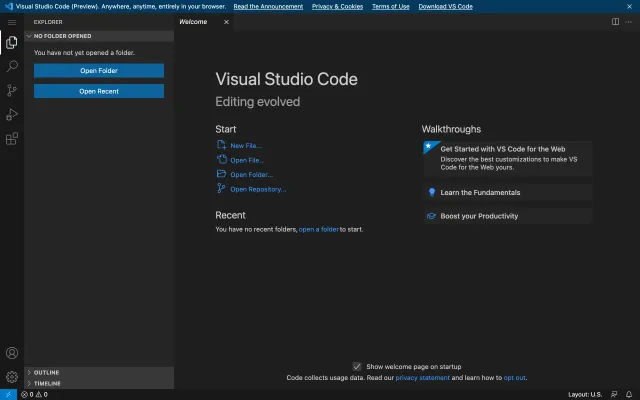 Visual Studio Code (Preview). Anywhere, anytime, entirely in your browser. Read the Announcement Privacy & Cookies Terms of Use Download VS Code
EXPLORER
Welcome
NO FOLDER OPENED
You have not yet opened a folder.
Open Folder
Open Recent
Visual Studio Code
Editing evolved
Start
New File...
Open File...
Open Folder...
Open Repository...
Recent
You have no recent folders, open a folder to start.
Walkthroughs
Get Started with VS Code for the Web
Discover the best customizations to make VS
Code for the Web yours.
Learn the Fundamentals
Boost your Productivity
Show welcome page on startup
Code collects usage data. Read our privacy statement and learn how to opt out.
OUTLINE
TIMELINE
0 0
Layout: U.S.